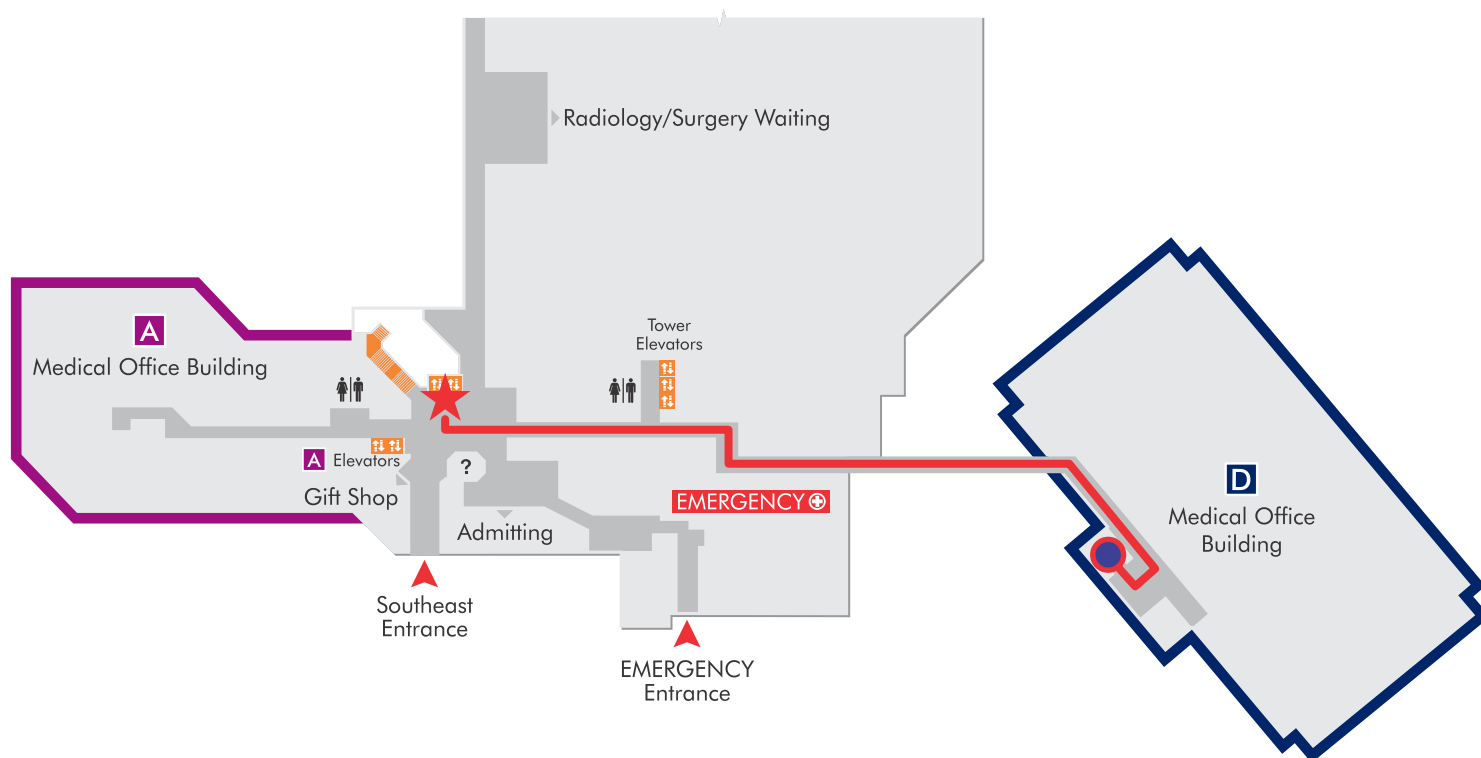 Radiology/Surgery Waiting
A
Medical Office Building
Tower
Elevators
A Elevators
?
Gift Shop
Admitting
EMERGENCY
D
Medical Office
Building
Southeast
Entrance
EMERGENCY
Entrance